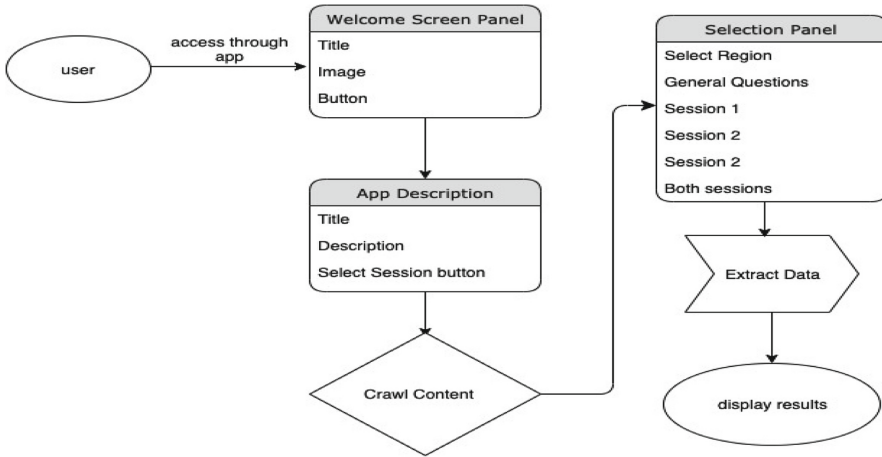 user
access through
app
Welcome Screen Panel
Title
Image
Button
App Description
Title
Description
Select Session button
Crawl Content
Selection Panel
Select Region
General Questions
Session 1
Session 2
Session 2
Both sessions
Extract Data
display results